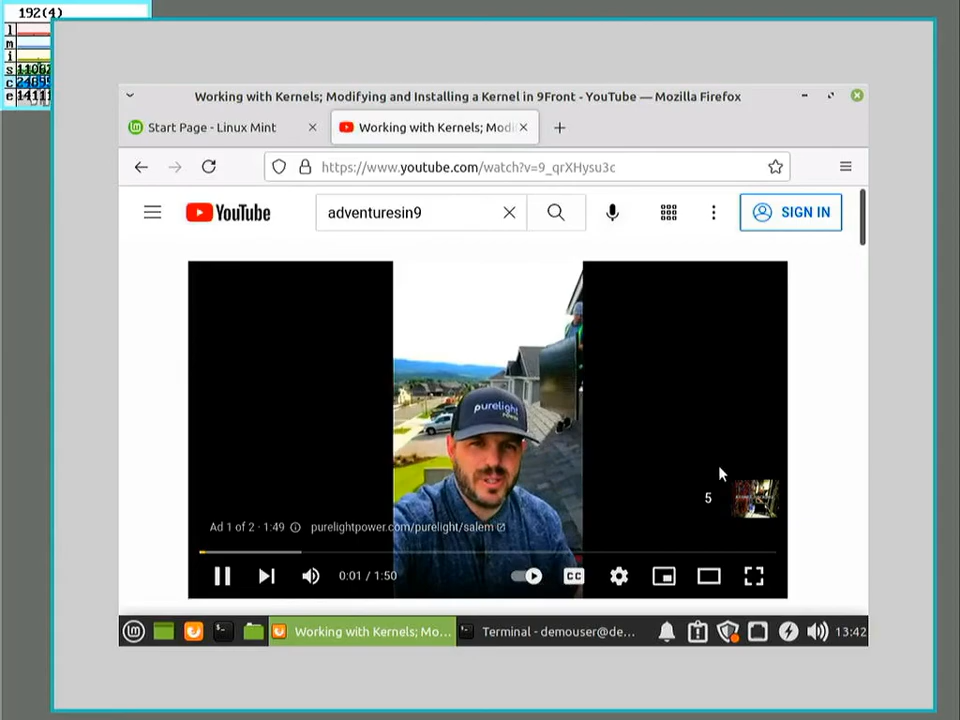 192(4)
l
m
i
s
c
e
Working with Kernels; Modifying and Installing a Kernel in 9Front - YouTube — Mozilla Firefox
Start Page - Linux Mint
Working with Kernels; Modi
https://www.youtube.com/watch?v=9_qrXHysu3c
YouTube
adventuresin9
SIGN IN
purelight
5
Ad 1 of 2 · 1:49
purelightpower.com/purelight/salem
0:01 / 1:50
CC
Working with Kernels; Mo...
Terminal - demouser@de...
13:42